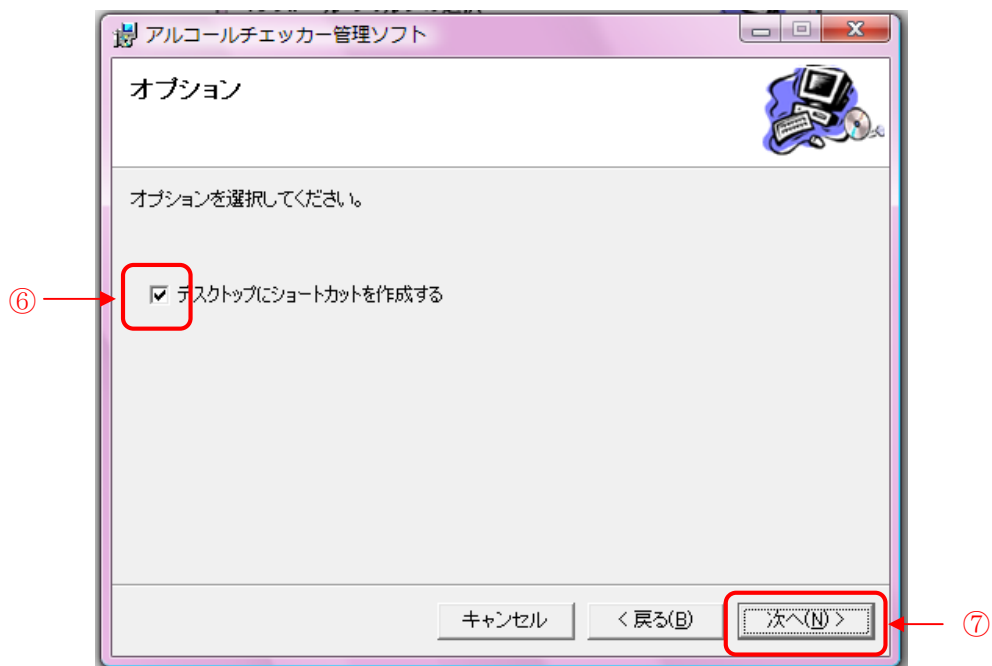 アルコールチェッカー管理ソフト
オプション
オプションを選択してください。
⑥
デスクトップにショートカットを作成する
キャンセル
< 戻る(B)
次へ(N) >
⑦